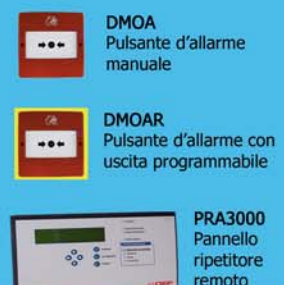 DMOA
Pulsante d'allarme
manuale
DMOAR
Pulsante d'allarme con
uscita programmabile
PRA3000
Pannello
ripetitore
remoto